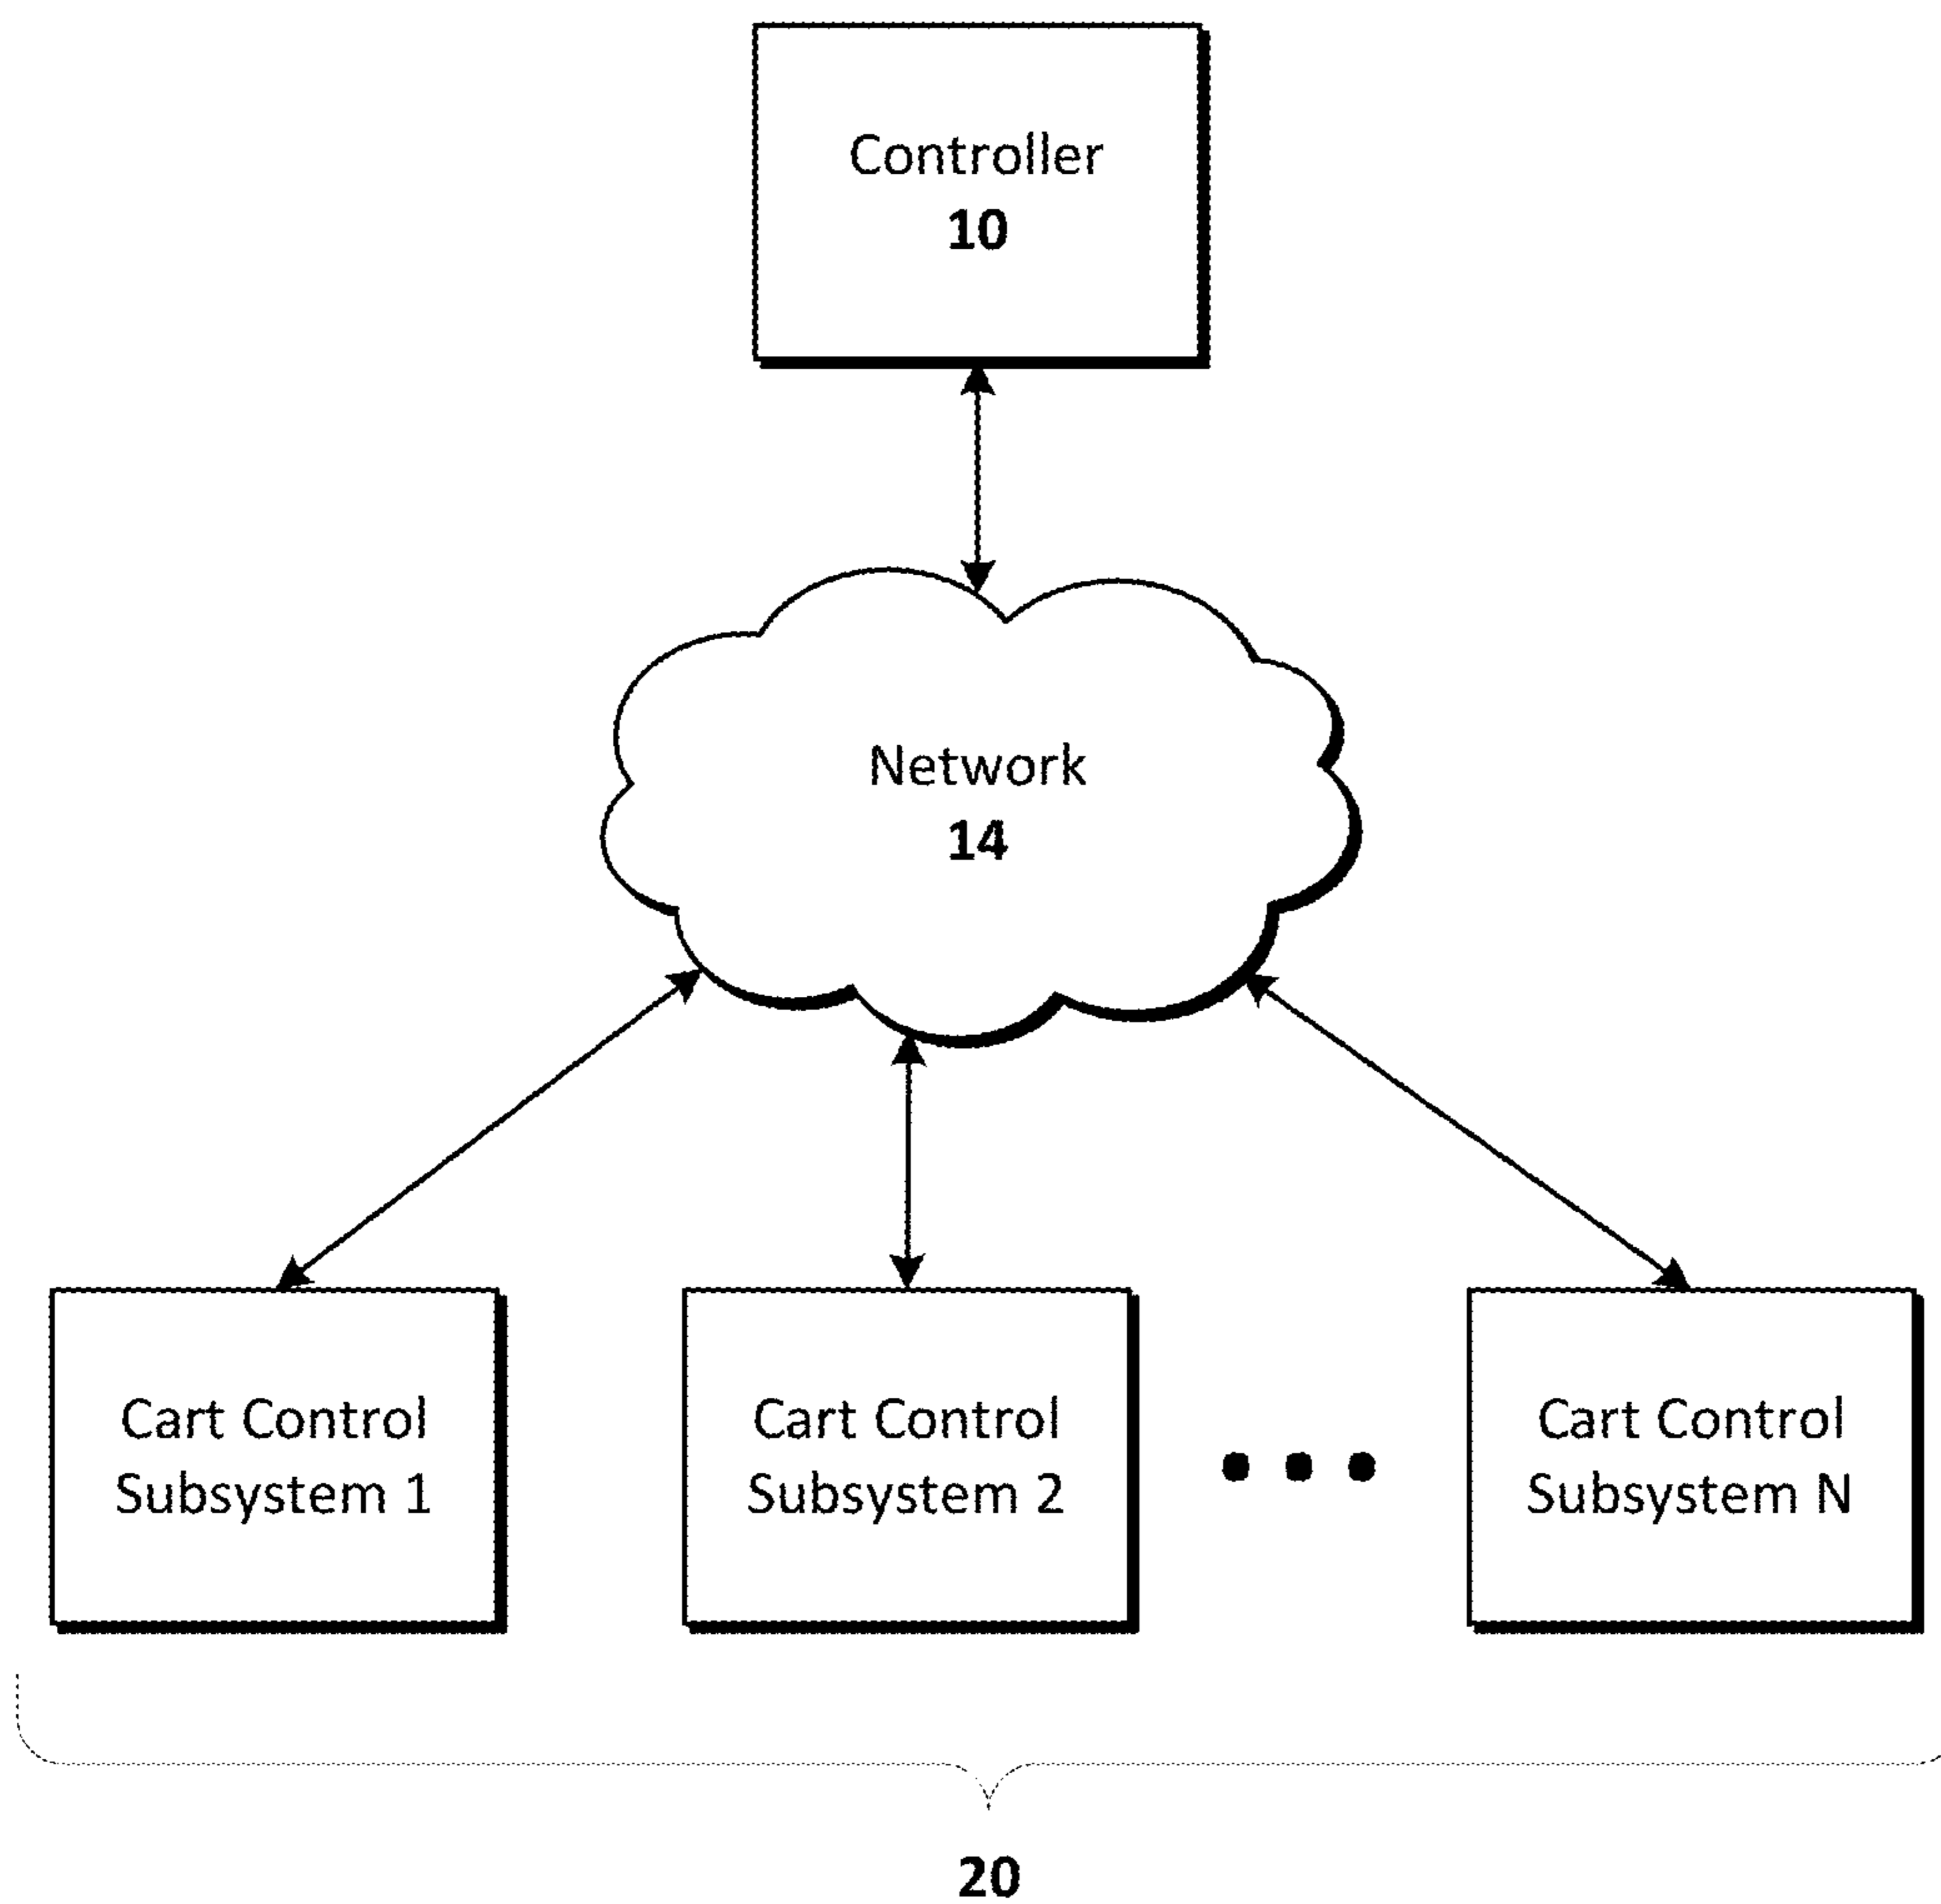 Controller
10
Network
14
Cart Control
Subsystem 1
Cart Control
Subsystem 2
Cart Control
Subsystem N
20